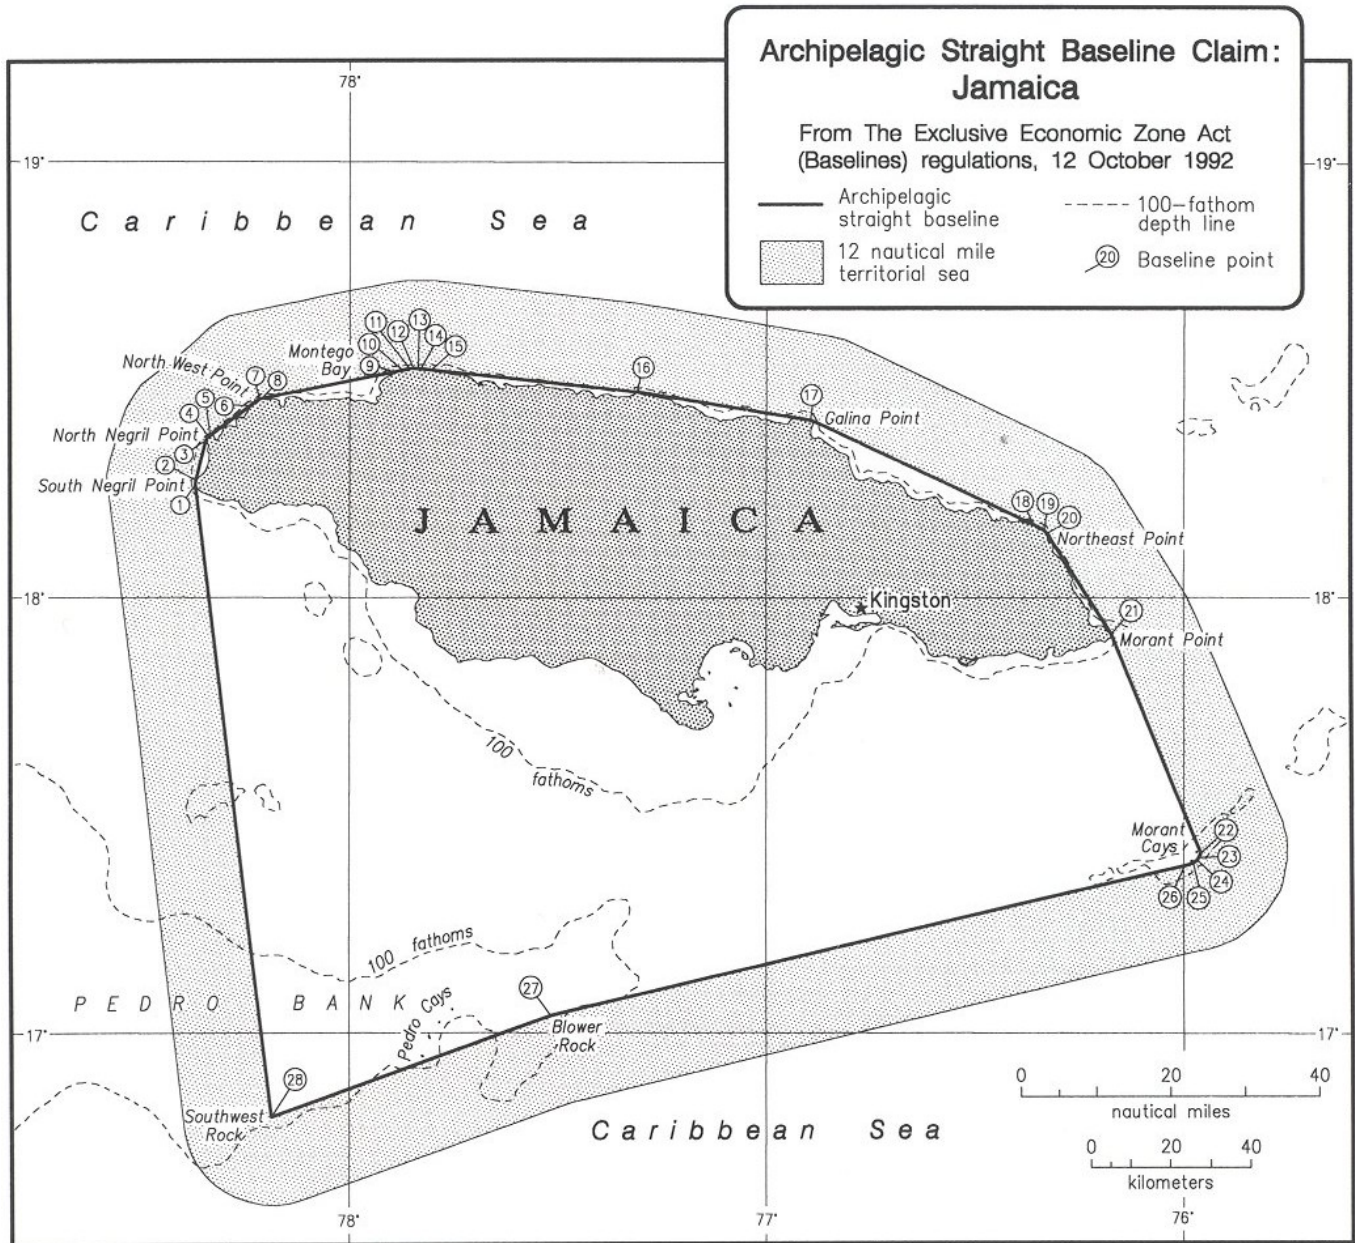 Archipelagic Straight Baseline Claim:
Jamaica
From The Exclusive Economic Zone Act
(Baselines) regulations, 12 October 1992
Archipelagic
straight baseline
100-fathom
depth line
12 nautical mile
territorial sea
20
Baseline point
78°
19°
19°
Caribbean Sea
11
12
13
14
15
10
9
Montego
Bay
North West Point
7
8
16
17
Galina Point
5
4
6
North Negril Point
3
2
South Negril Point
1
JAMAICA
18
19
20
Northeast Point
18°
18°
Kingston
21
Morant Point
100
fathoms
Morant
Cays
22
23
24
25
26
100 fathoms
PEDRO BANK
Pedro Cays
27
Blower
Rock
17°
17°
28
Southwest
Rock
Caribbean Sea
0 20 40
nautical miles
0 20 40
kilometers
78°
77°
76°